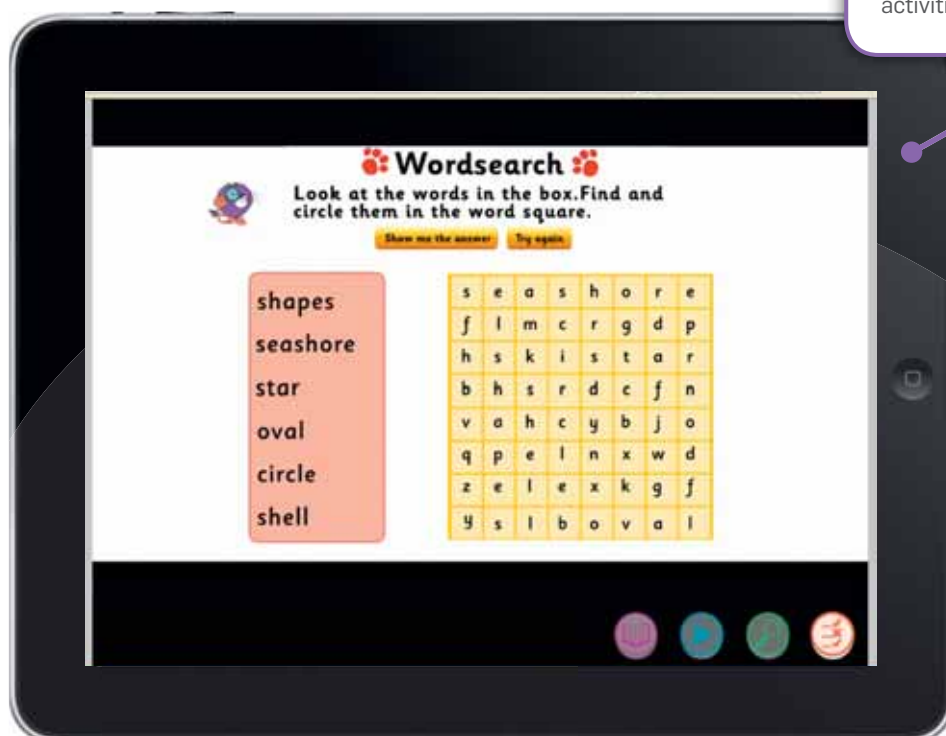 activiti
Wordsearch
Look at the words in the box.Find and
circle them in the word square.
Show me the answer Try again
shapes
seashore
star
oval
circle
shell
s e a s h o r e
f l m c r g d p
h s k i s t a r
b h s r d c f n
v a h c y b j o
q p e l n x w d
z e l e x k g f
y s l b o v a l